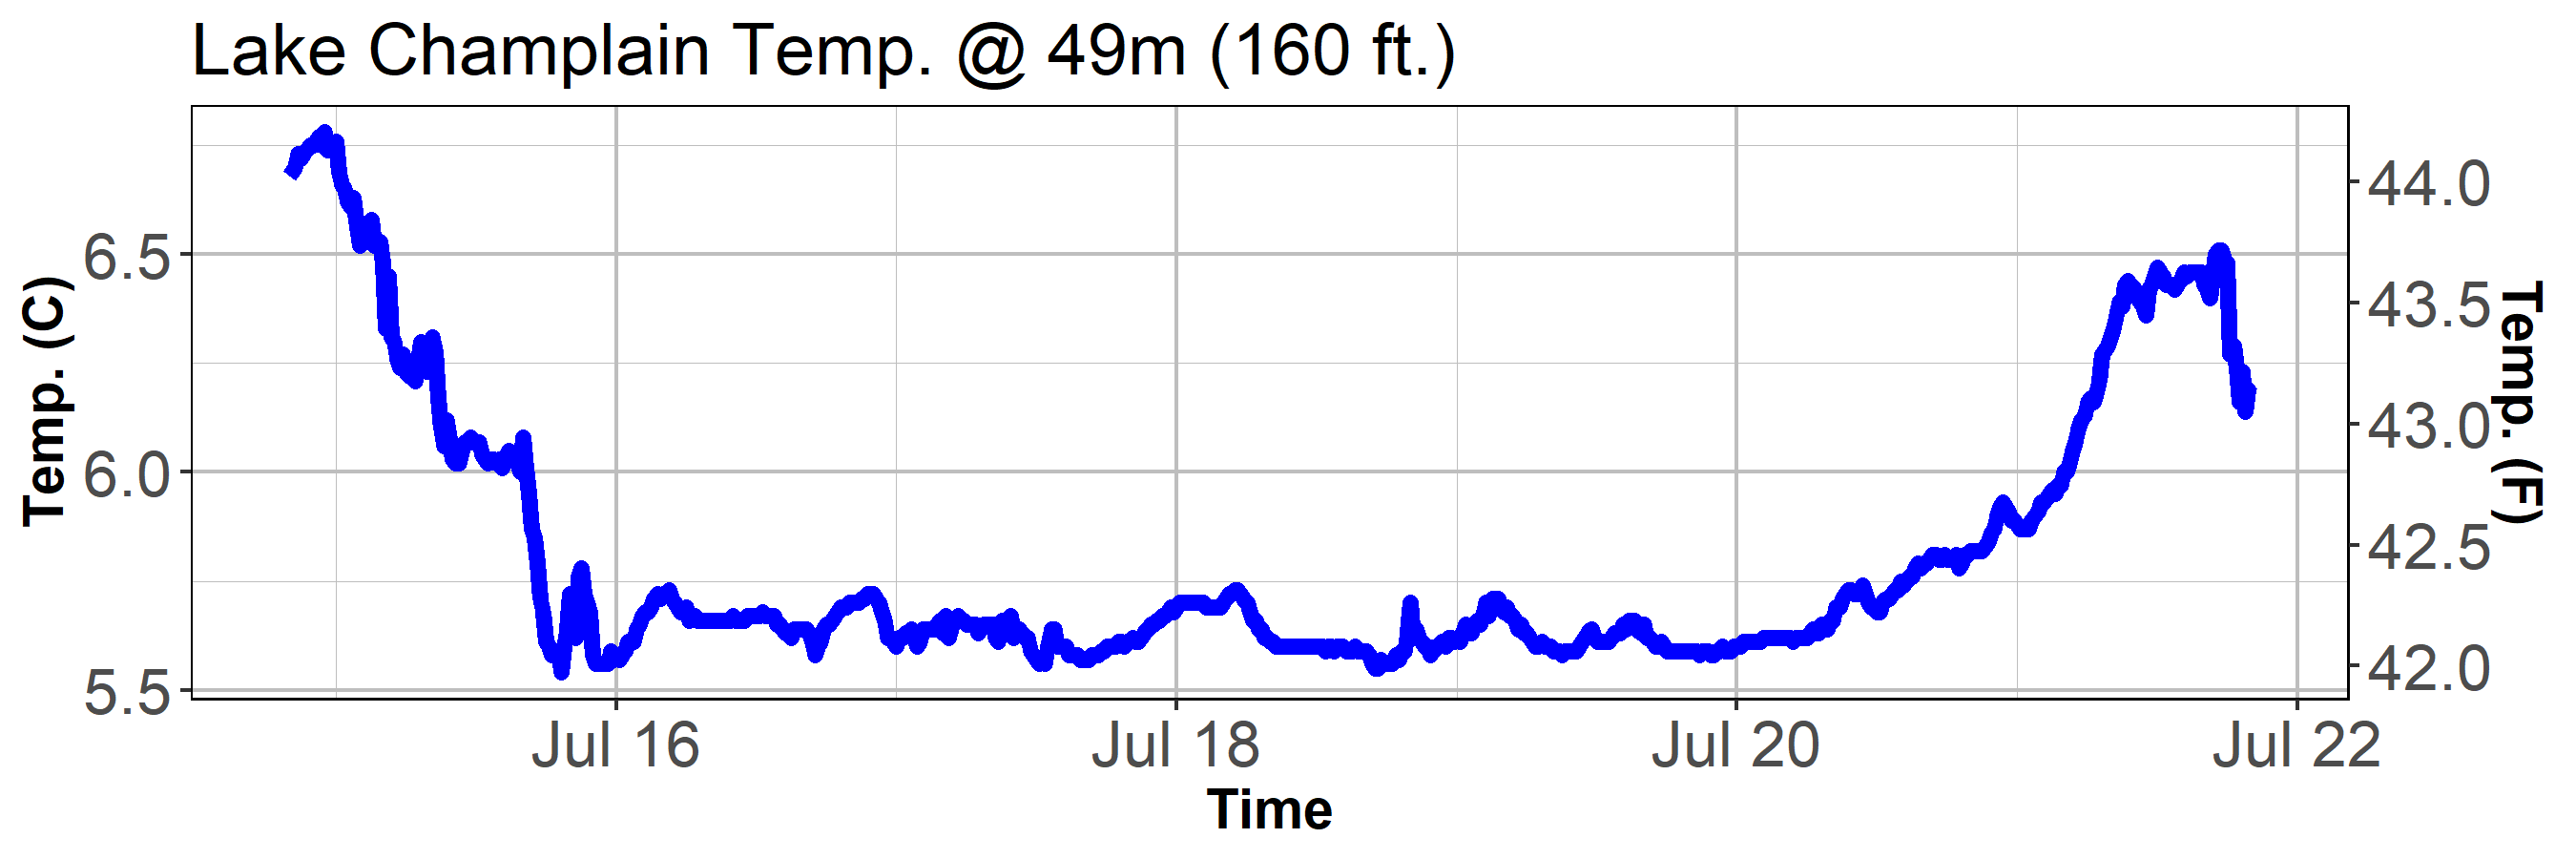 Lake Champlain Temp. @ 49m (160 ft.)
Temp. (C)
6.5
6.0
5.5
44.0
43.5
43.0
42.5
42.0
Temp. (F)
Jul 16 Jul 18 Jul 20 Jul 22
Time